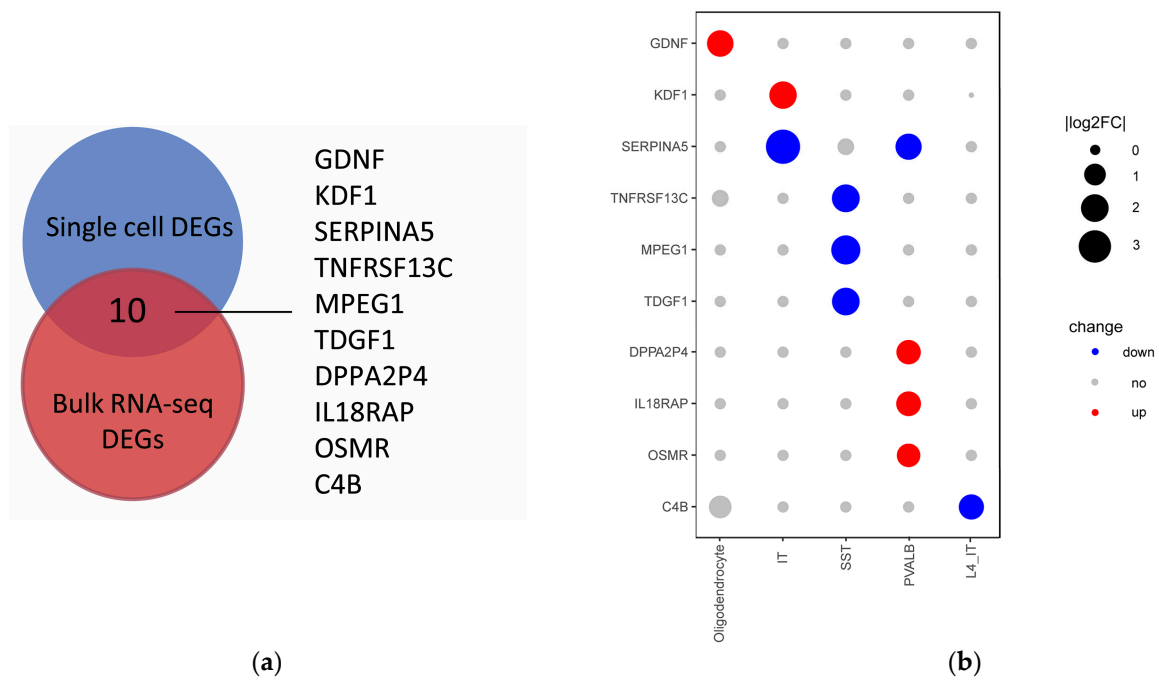 Single cell DEGs
10
Bulk RNA-seq
DEGs
GDNF
KDF1
SERPINA5
TNFRSF13C
MPEG1
TDGF1
DPPA2P4
IL18RAP
OSMR
C4B
(a)
GDNF
KDF1
SERPINA5
TNFRSF13C
MPEG1
TDGF1
DPPA2P4
IL18RAP
OSMR
C4B
Oligodendrocyte
IT
SST
PVALB
L4_IT
|log2FC|
0
1
2
3
change
down
no
up
(b)